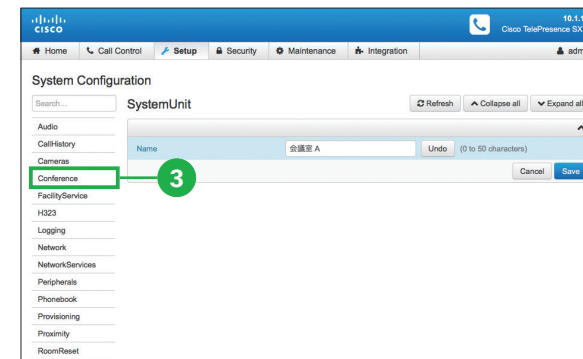 cisco
10.1.1
Cisco TelePresence SX
Home Call Control Setup Security Maintenance Integration adm
System Configuration
Search...
SystemUnit
Refresh Collapse all Expand all
Audio
CallHistory
Name 会議室 A Undo (0 to 50 characters)
Cameras
Cancel Save
Conference
3
FacilityService
H323
Logging
Network
NetworkServices
Peripherals
Phonebook
Provisioning
Proximity
RoomReset